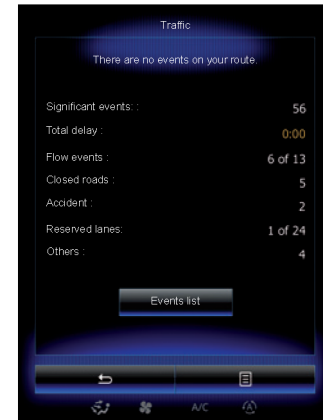 Traffic
There are no events on your route.
Significant events: : 56
Total delay : 0:00
Flow events : 6 of 13
Closed roads : 5
Accident : 2
Reserved lanes: 1 of 24
Others : 4
Events list
A/C
A